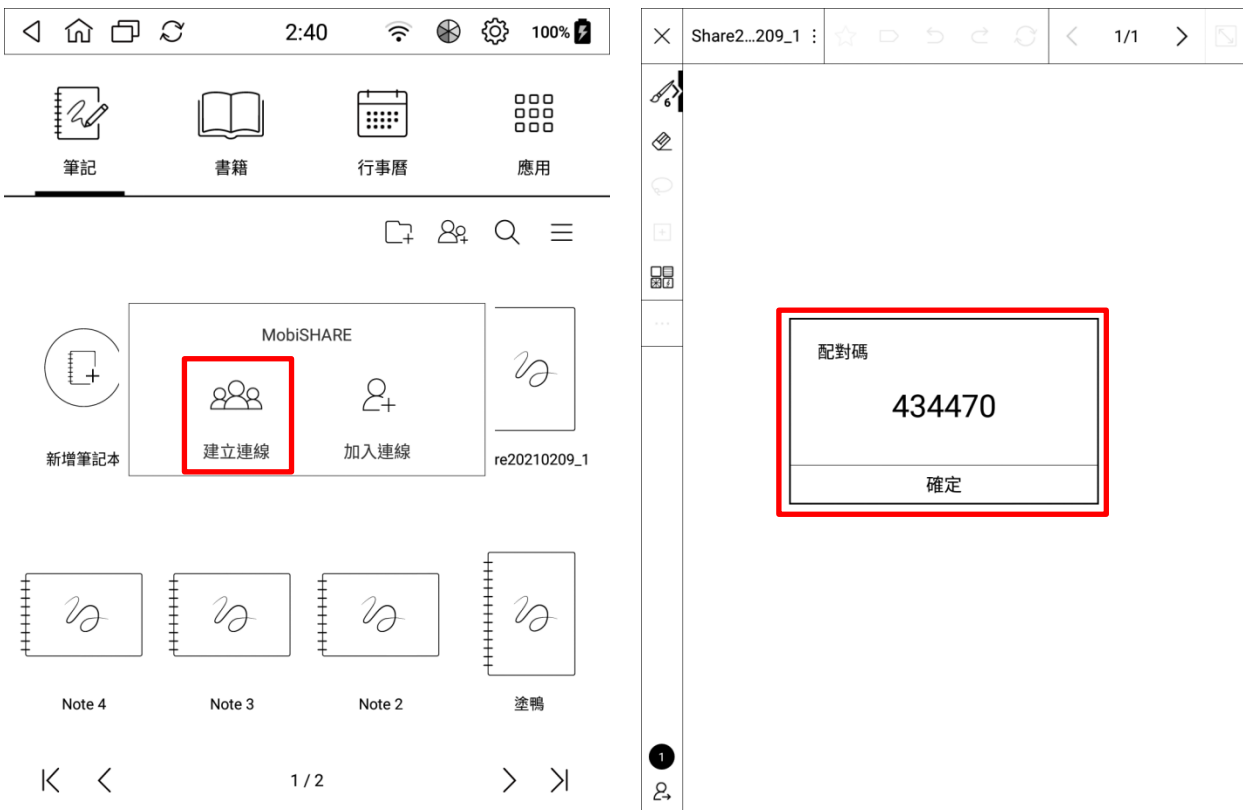 2:40
100%
筆記
書籍
行事曆
應用
MobiSHARE
建立連線
加入連線
新增筆記本
re20210209_1
Note 4
Note 3
Note 2
塗鴨
1 / 2
Share2...209_1
1/1
6
配對碼
434470
確定
1